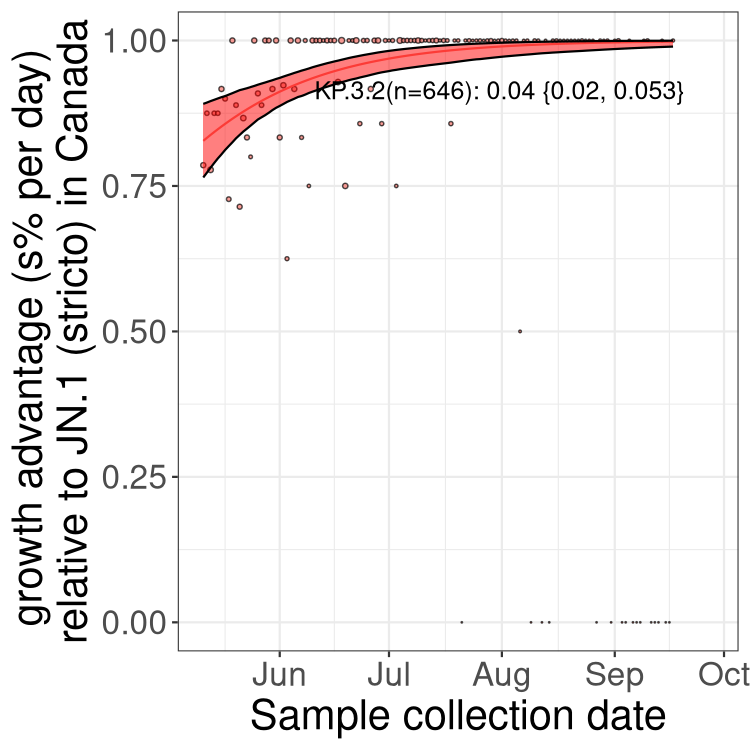 growth advantage (s% per day)
relative to JN.1 (stricto) in Canada
1.00
0.75
0.50
0.25
0.00
KP.3.2(n=646): 0.04 {0.02, 0.053}
Jun Jul Aug Sep Oct
Sample collection date